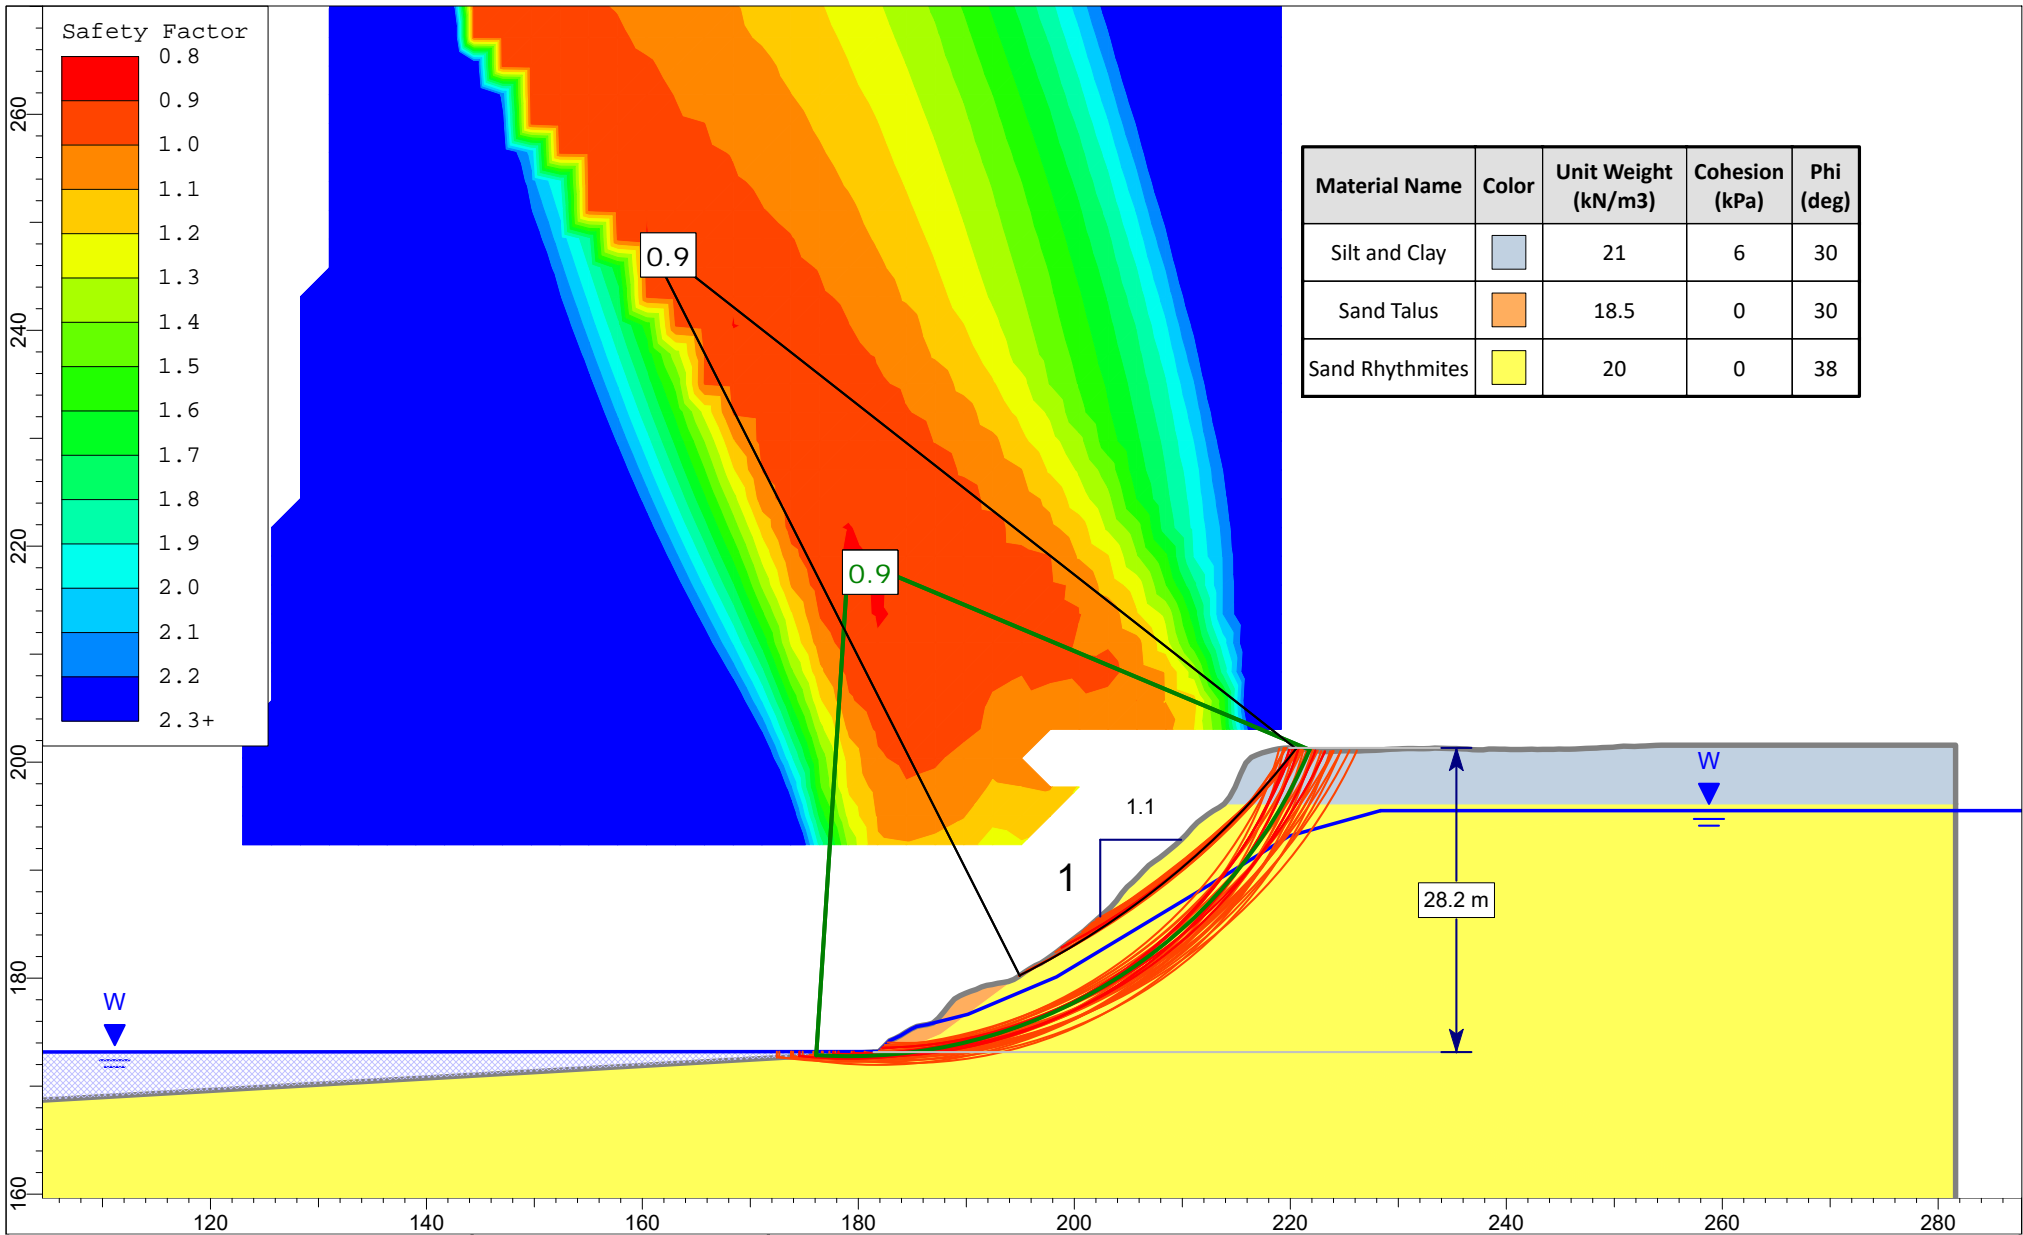 Safety Factor
0.8
0.9
1.0
1.1
1.2
1.3
1.4
1.5
1.6
1.7
1.8
1.9
2.0
2.1
2.2
2.3+
Material Name Color Unit Weight (kN/m3) Cohesion (kPa) Phi (deg)
Silt and Clay 21 6 30
Sand Talus 18.5 0 30
Sand Rhythmites 20 0 38
0.9
0.9
W
1.1
1
28.2 m
W
260
240
220
200
180
160
120 140 160 180 200 220 240 260 280